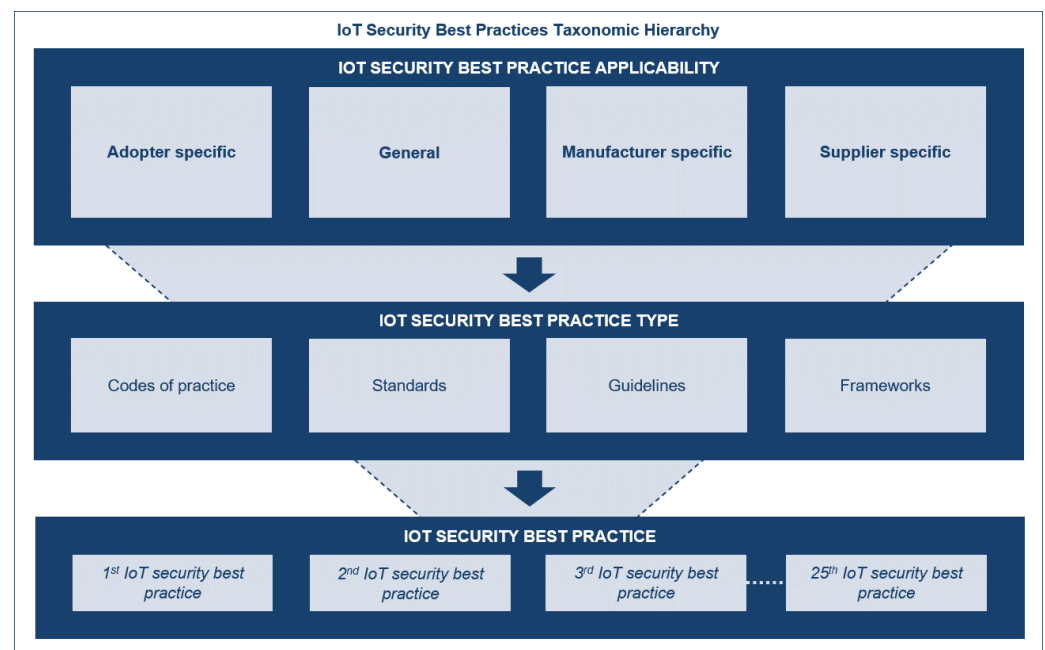 IoT Security Best Practices Taxonomic Hierarchy
IOT SECURITY BEST PRACTICE APPLICABILITY
Adopter specific
General
Manufacturer specific
Supplier specific
IOT SECURITY BEST PRACTICE TYPE
Codes of practice
Standards
Guidelines
Frameworks
IOT SECURITY BEST PRACTICE
1st IoT security best
practice
2nd IoT security best
practice
3rd IoT security best
practice
25th IoT security best
practice